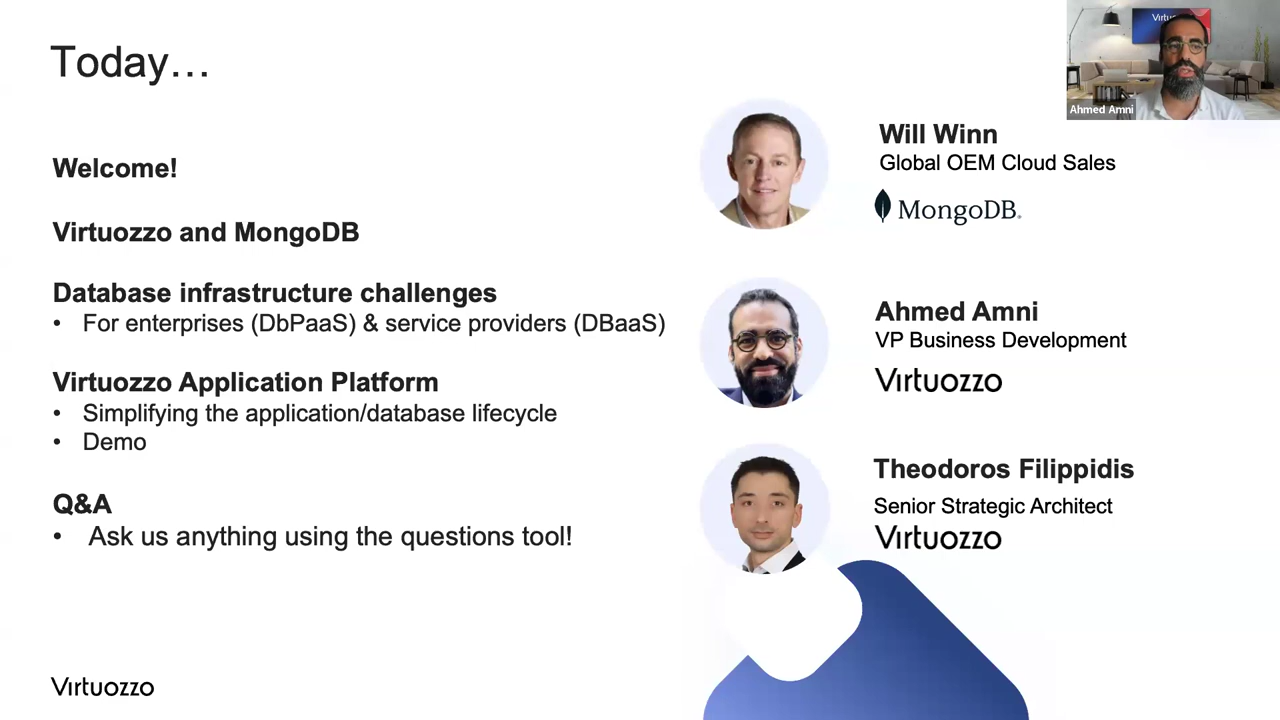 Today…
Welcome!
Virtuozzo and MongoDB
Database infrastructure challenges
• For enterprises (DbPaaS) & service providers (DBaaS)
Virtuozzo Application Platform
• Simplifying the application/database lifecycle
• Demo
Q&A
• Ask us anything using the questions tool!
Virtuozzo
Will Winn
Global OEM Cloud Sales
MongoDB®
Ahmed Amni
VP Business Development
Virtuozzo
Theodoros Filippidis
Senior Strategic Architect
Virtuozzo
Ahmed Amni